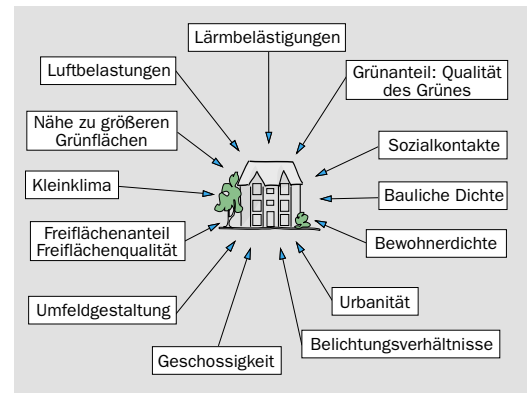 Lärmbelästigungen
Luftbelastungen
Grünanteil: Qualität
des Grünes
Nähe zu größeren
Grünflächen
Sozialkontakte
Kleinklima
Bauliche Dichte
Freiflächenanteil
Freiflächenqualität
Bewohnerdichte
Umfeldgestaltung
Urbanität
Belichtungsverhältnisse
Geschossigkeit